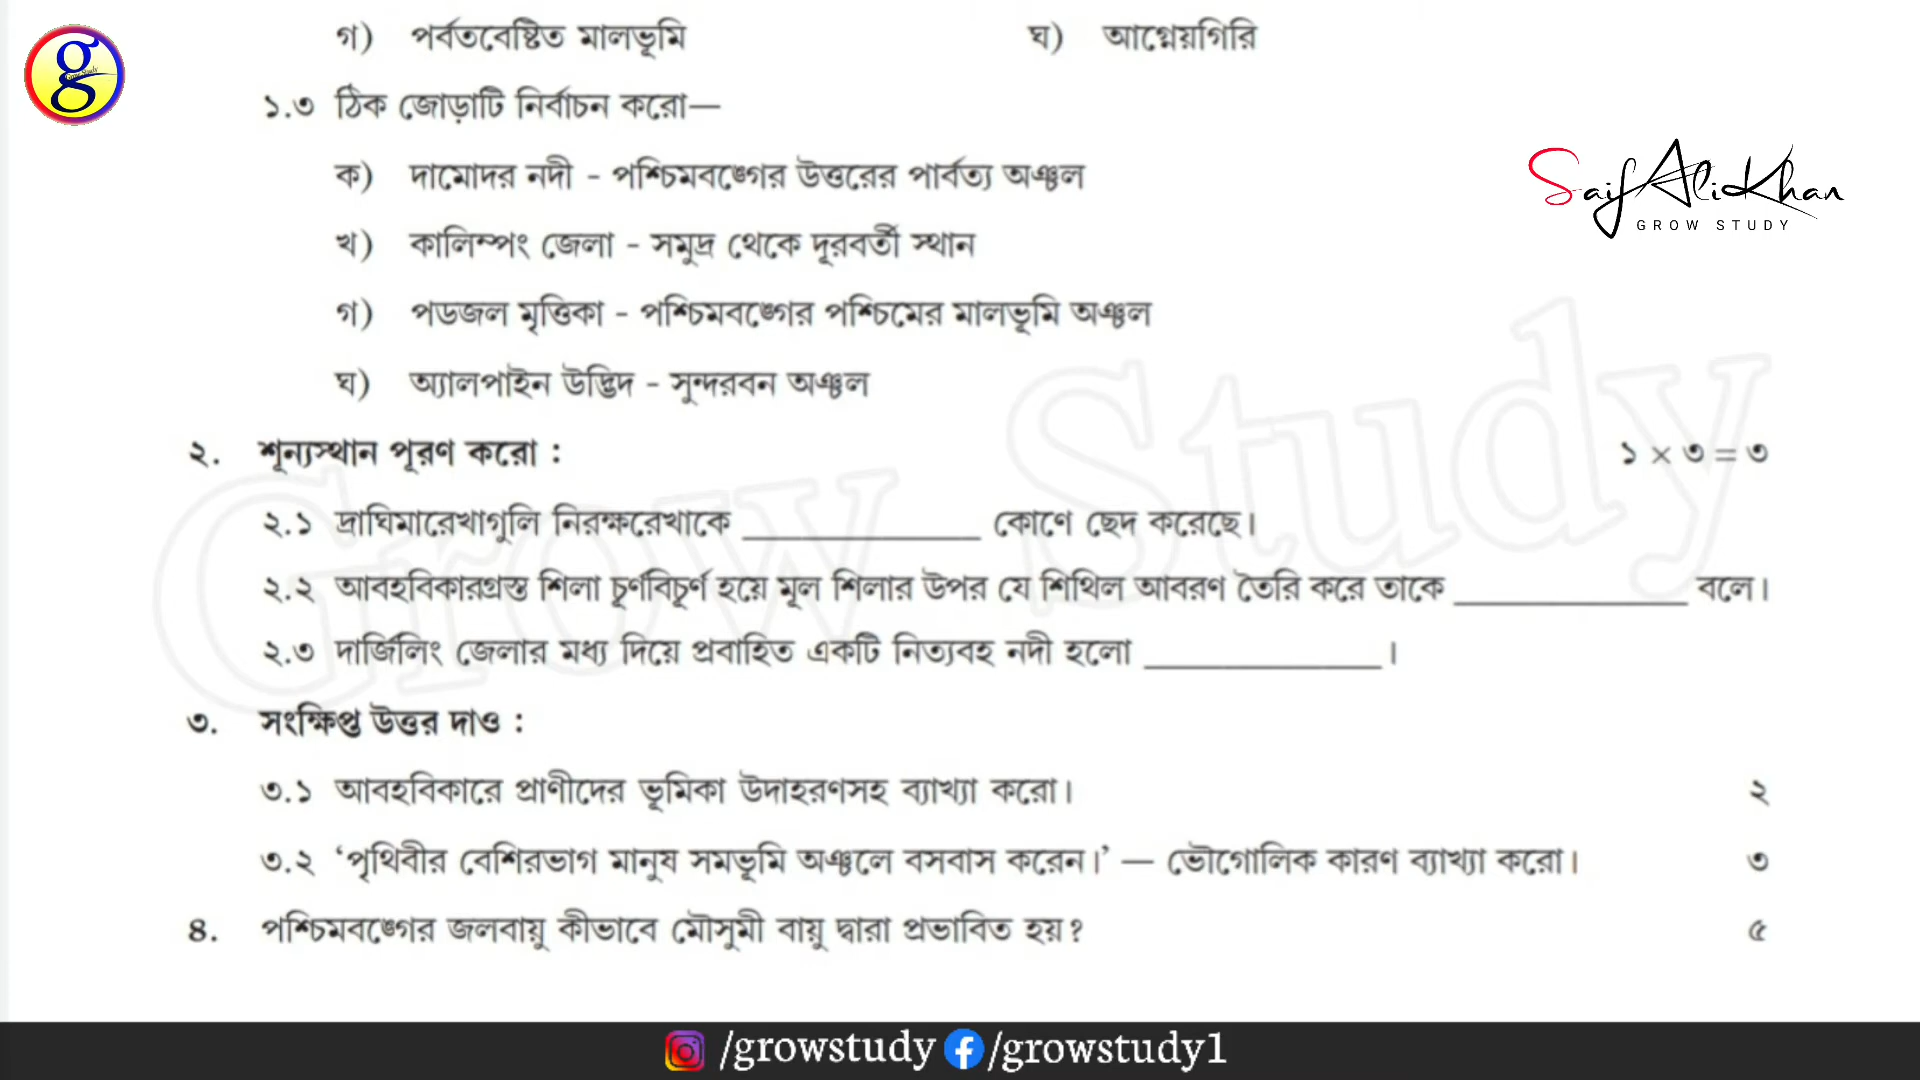 গ) পর্বতবেষ্টিত মালভূমি ঘ) আগ্নেয়গিরি
g
১.৩ ঠিক জোড়াটি নির্বাচন করো—
ক) দামোদর নদী - পশ্চিমবঙ্গের উত্তরের পার্বত্য অঞ্চল
Saif Ali Khan
GROW STUDY
খ) কালিম্পং জেলা - সমুদ্র থেকে দূরবর্তী স্থান
গ) পডজল মৃত্তিকা - পশ্চিমবঙ্গের পশ্চিমের মালভূমি অঞ্চল
ঘ) অ্যালপাইন উদ্ভিদ - সুন্দরবন অঞ্চল
Grow Study
২. শূন্যস্থান পূরণ করো : ১ × ৩ = ৩
২.১ দ্রাঘিমারেখাগুলি নিরক্ষরেখাকে ____________ কোণে ছেদ করেছে।
২.২ আবহবিকারগ্রস্ত শিলা চূর্ণবিচূর্ণ হয়ে মূল শিলার উপর যে শিথিল আবরণ তৈরি করে তাকে ____________ বলে।
২.৩ দার্জিলিং জেলার মধ্য দিয়ে প্রবাহিত একটি নিত্যবহ নদী হলো ____________ ।
৩. সংক্ষিপ্ত উত্তর দাও :
৩.১ আবহবিকারে প্রাণীদের ভূমিকা উদাহরণসহ ব্যাখ্যা করো। ২
৩.২ ‘পৃথিবীর বেশিরভাগ মানুষ সমভূমি অঞ্চলে বসবাস করেন।’ — ভৌগোলিক কারণ ব্যাখ্যা করো। ৩
৪. পশ্চিমবঙ্গের জলবায়ু কীভাবে মৌসুমী বায়ু দ্বারা প্রভাবিত হয়? ৫
/growstudy /growstudy1